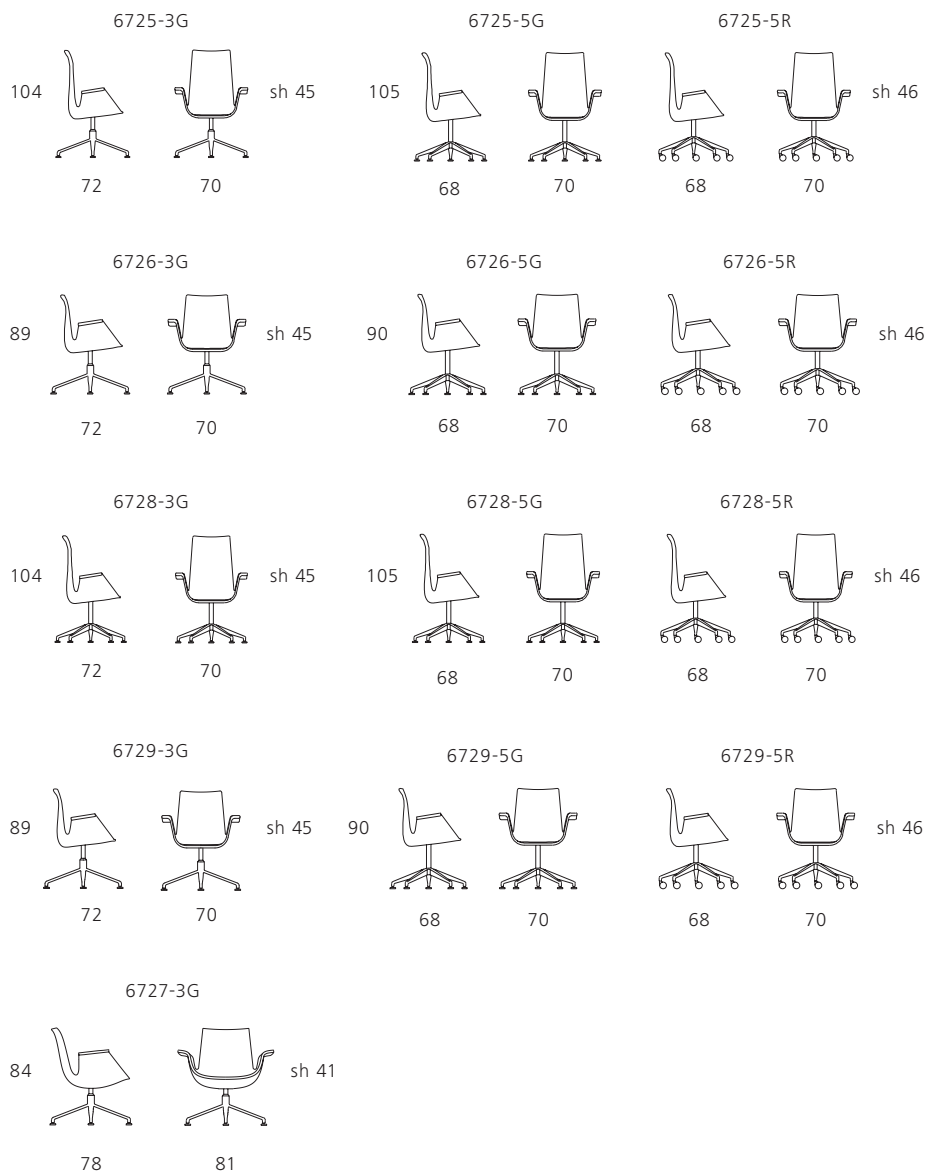 6725-3G 6725-5G 6725-5R
104 sh 45 105 sh 46
72 70 68 70 68 70
6726-3G 6726-5G 6726-5R
89 sh 45 90 sh 46
72 70 68 70 68 70
6728-3G 6728-5G 6728-5R
104 sh 45 105 sh 46
72 70 68 70 68 70
6729-3G 6729-5G 6729-5R
89 sh 45 90 sh 46
72 70 68 70 68 70
6727-3G
84 sh 41
78 81